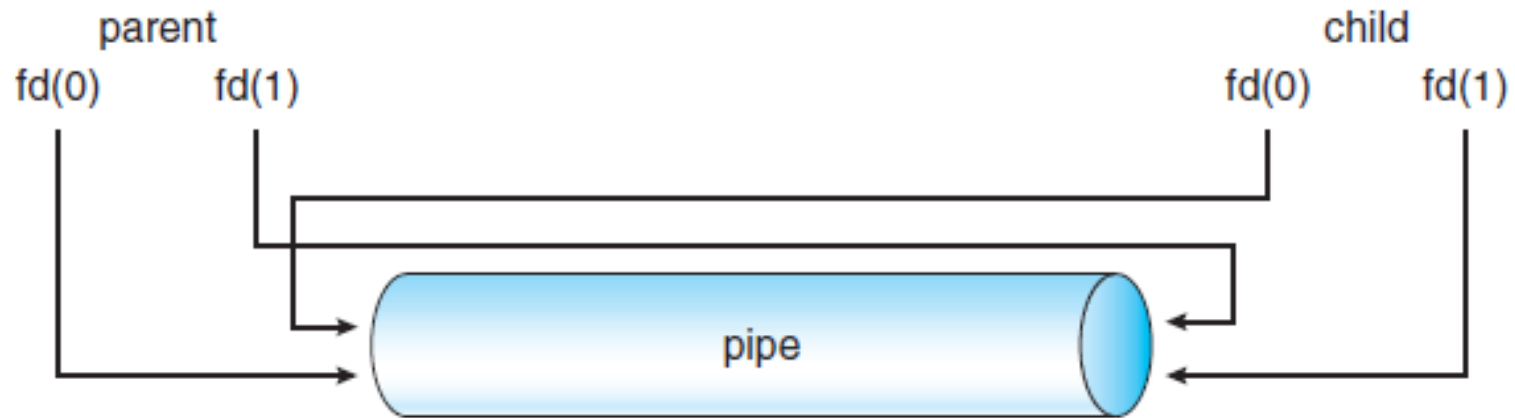 parent child
fd(0) fd(1) fd(0) fd(1)
pipe